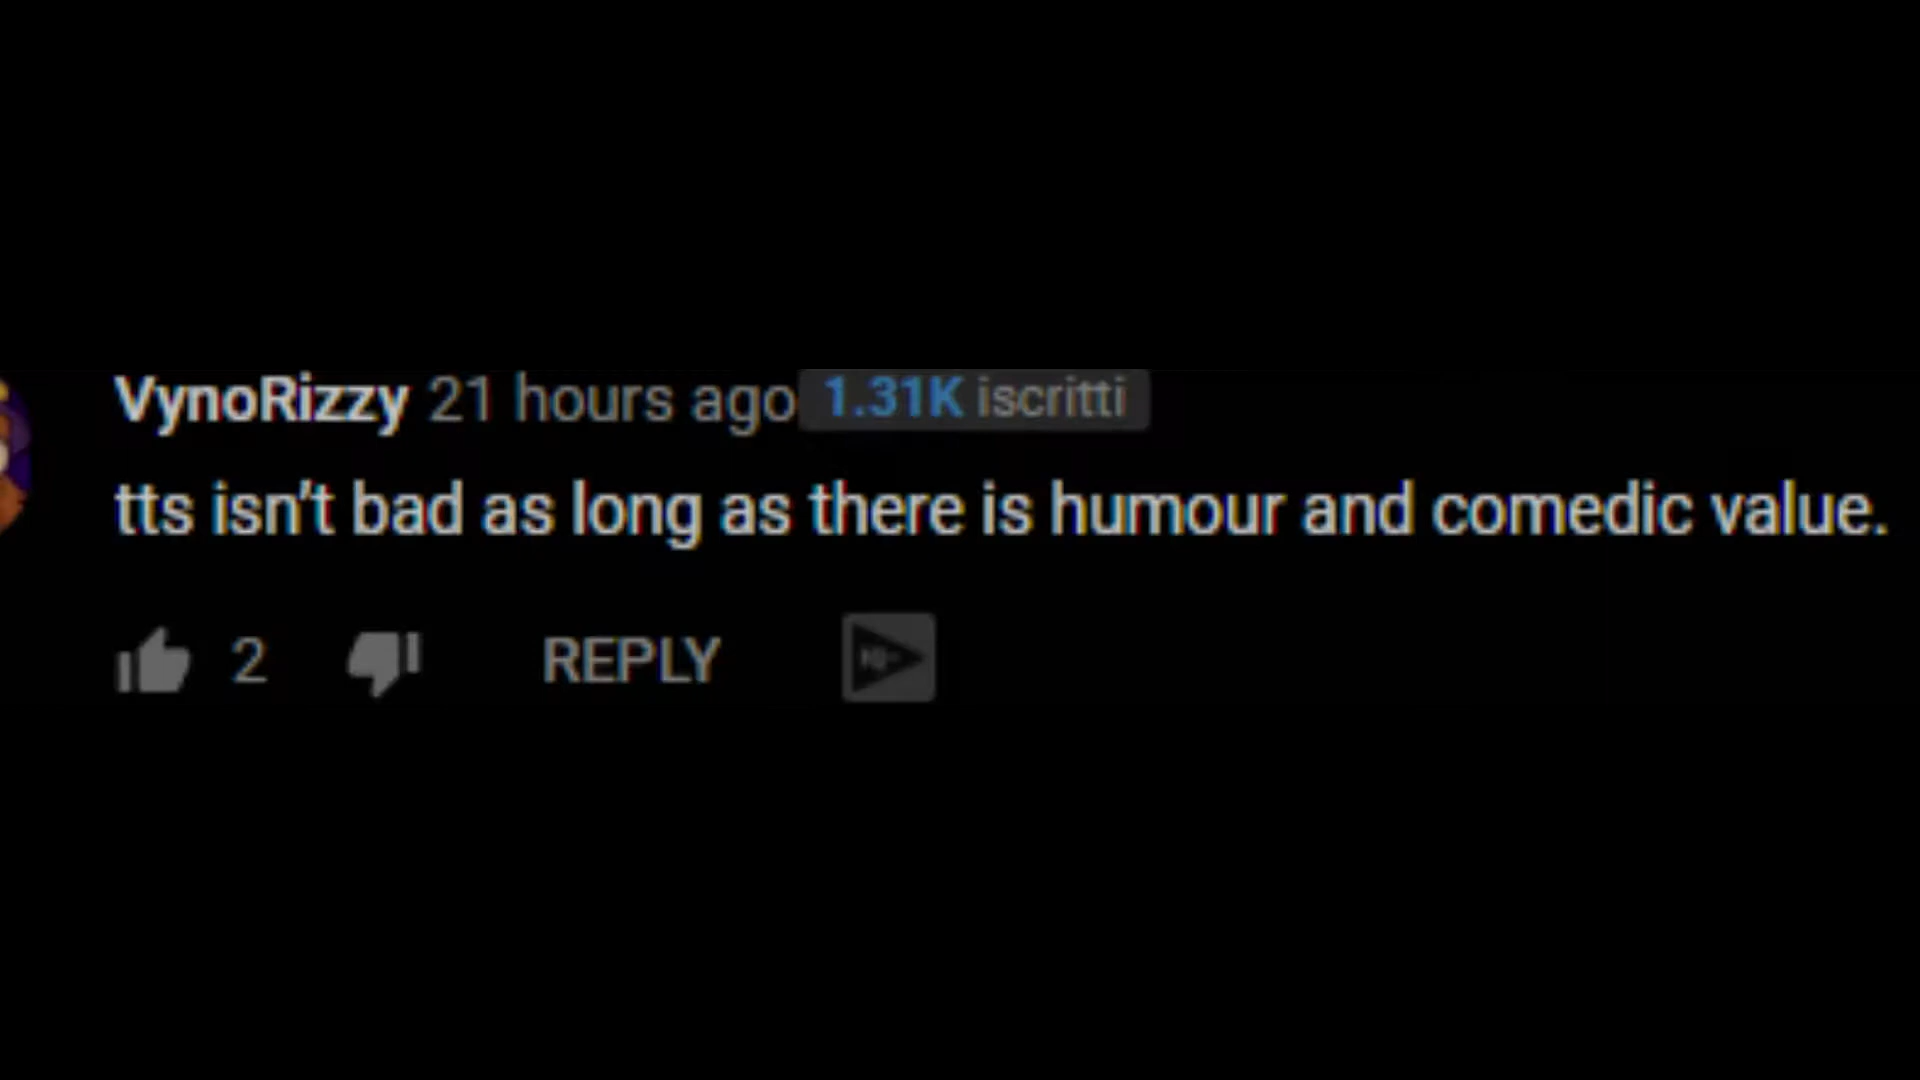 VynoRizzy 21 hours ago 1.31K iscritti
tts isn't bad as long as there is humour and comedic value.
2 REPLY